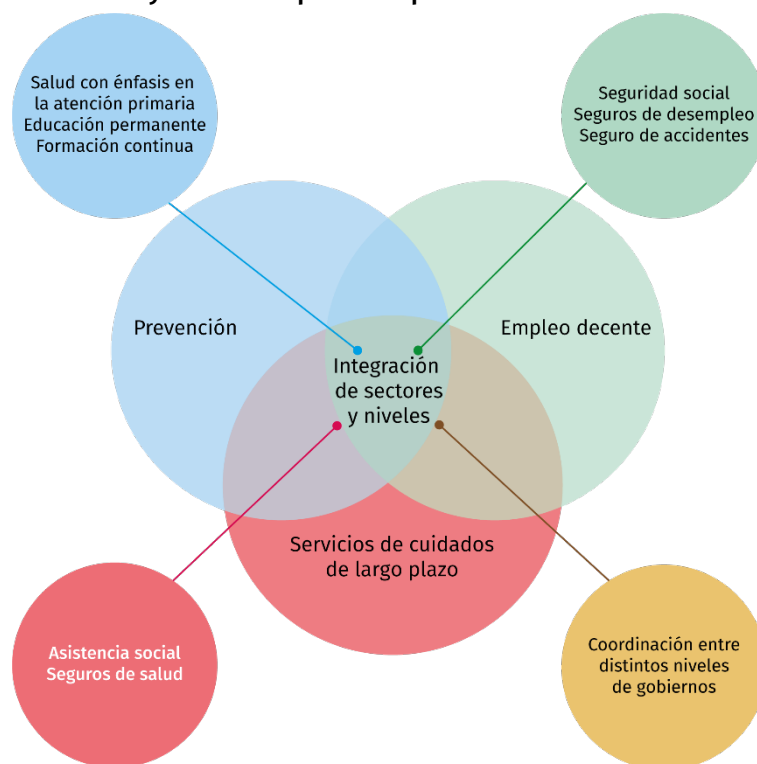 Salud con énfasis en
la atención primaria
Educación permanente
Formación continua
Seguridad social
Seguros de desempleo
Seguro de accidentes
Prevención
Empleo decente
Integración
de sectores
y niveles
Servicios de cuidados
de largo plazo
Asistencia social
Seguros de salud
Coordinación entre
distintos niveles
de gobiernos